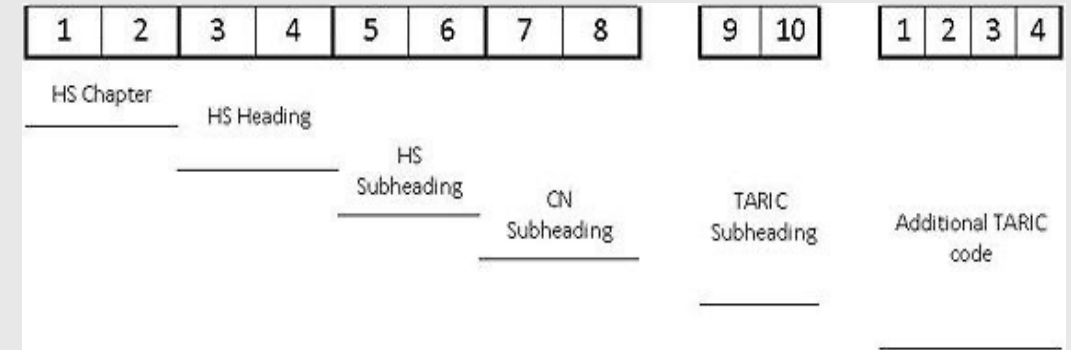 1 2 3 4 5 6 7 8 9 10 1 2 3 4
HS Chapter
HS Heading
HS
Subheading
CN
Subheading
TARIC
Subheading
Additional TARIC
code